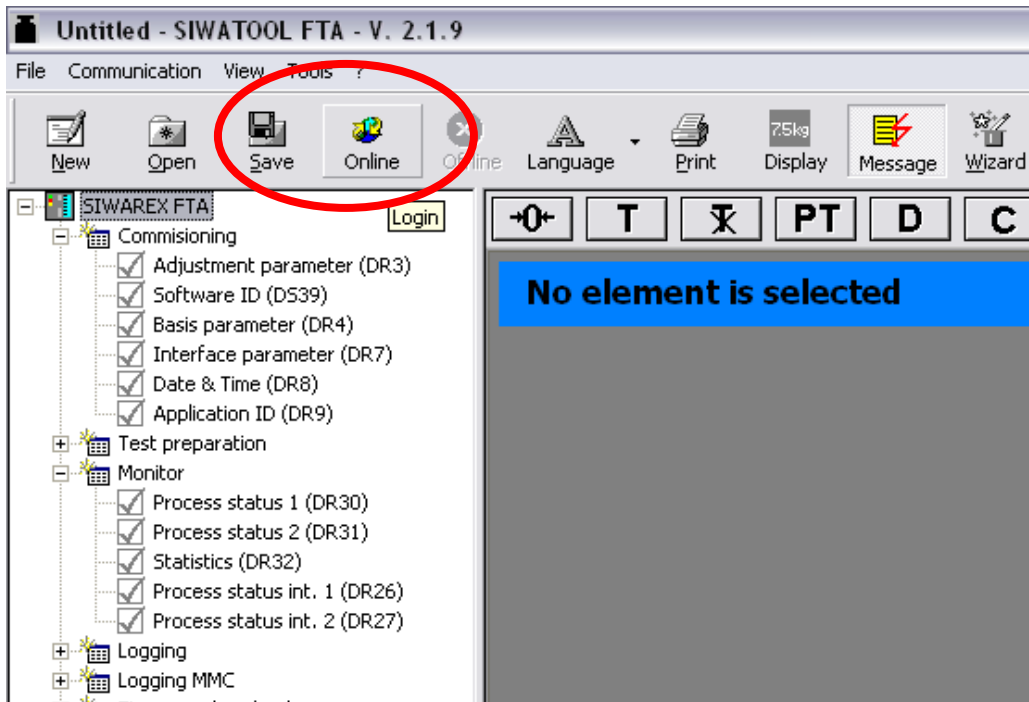 Untitled - SIWATOOL FTA - V. 2.1.9
File Communication View Tools ?
New Open Save Online Offline Language Print Display Message Wizard
75kg
Login
SIWAREX FTA
Commisioning
Adjustment parameter (DR3)
Software ID (DS39)
Basis parameter (DR4)
Interface parameter (DR7)
Date & Time (DR8)
Application ID (DR9)
Test preparation
Monitor
Process status 1 (DR30)
Process status 2 (DR31)
Statistics (DR32)
Process status int. 1 (DR26)
Process status int. 2 (DR27)
Logging
Logging MMC
→0← T T PT D C
No element is selected